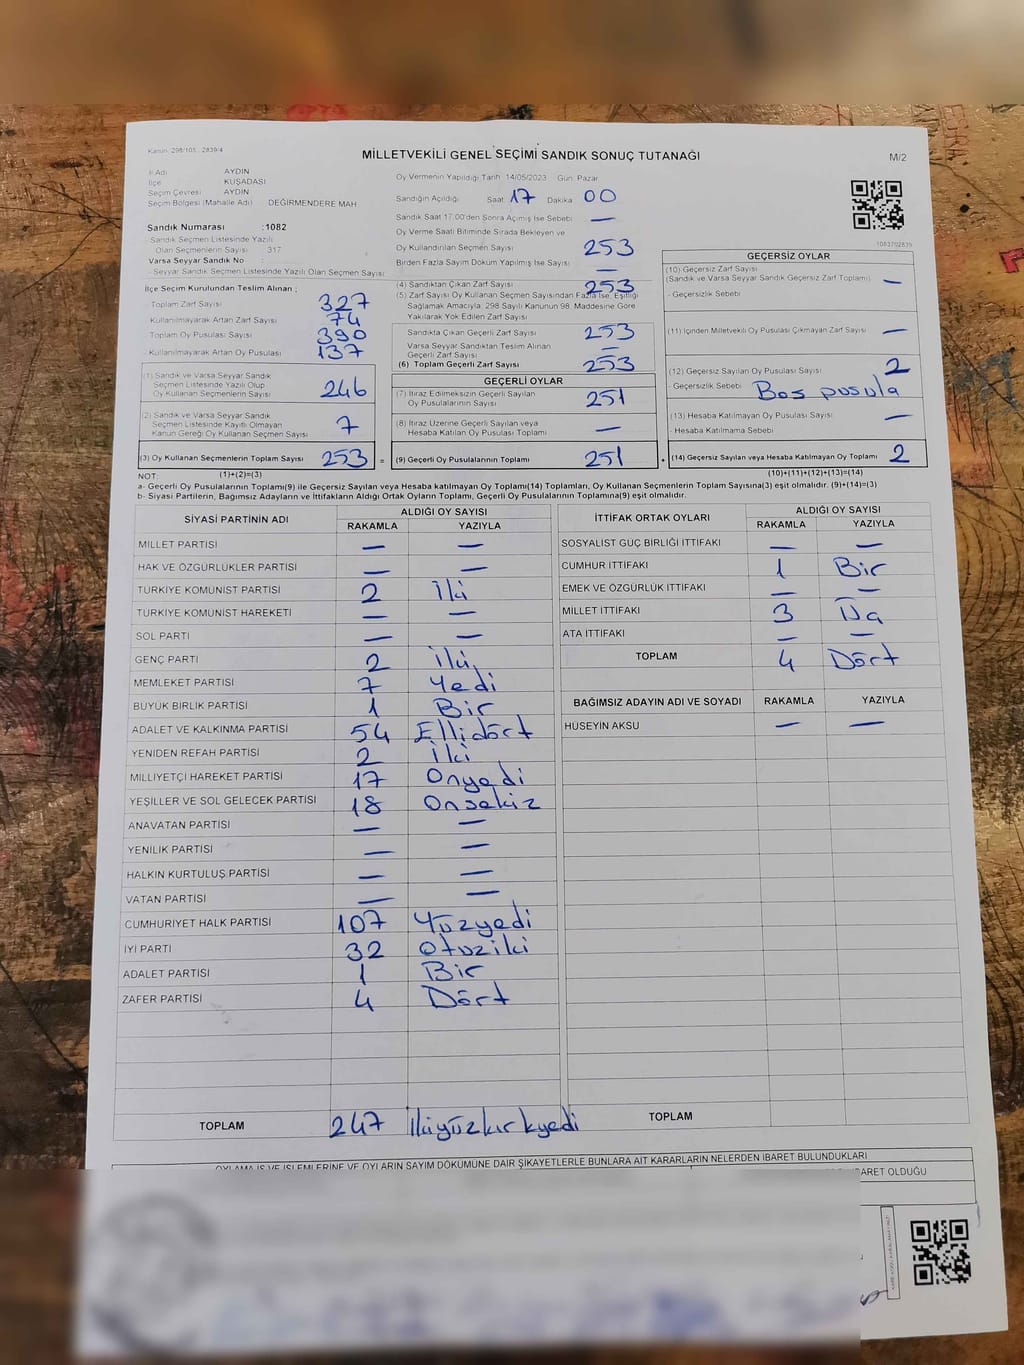 Kanun: 298/105 - 2839/4
MİLLETVEKİLİ GENEL SEÇİMİ SANDIK SONUÇ TUTANAĞI
M/2
İl Adı AYDIN
İlçe KUŞADASI
Seçim Çevresi AYDIN
Seçim Bölgesi (Mahalle Adı) DEĞİRMENDERE MAH.
Sandık Numarası :1082
Sandık Seçmen Listesinde Yazılı
Olan Seçmenlerin Sayısı 317
Varsa Seyyar Sandık No
- Seyyar Sandık Seçmen Listesinde Yazılı Olan Seçmen Sayısı
İlçe Seçim Kurulundan Teslim Alınan ;
- Toplam Zarf Sayısı 327
- Kullanılmayarak Artan Zarf Sayısı 74
- Toplam Oy Pusulası Sayısı 390
- Kullanılmayarak Artan Oy Pusulası 137
(1) Sandık ve Varsa Seyyar Sandık
Seçmen Listesinde Yazılı Olup
Oy Kullanan Seçmenlerin Sayısı 246
(2) Sandık ve Varsa Seyyar Sandık
Seçmen Listesinde Kayıtlı Olmayan
Kanun Gereği Oy Kullanan Seçmen Sayısı 7
(3) Oy Kullanan Seçmenlerin Toplam Sayısı 253 =
Oy Vermenin Yapıldığı Tarih 14/05/2023 Gün Pazar
Sandığın Açıldığı Saat 17 Dakika 00
Sandık Saat 17.00'den Sonra Açılmış İse Sebebi —
Oy Verme Saati Bitiminde Sırada Bekleyen ve
Oy Kullandırılan Seçmen Sayısı 253
Birden Fazla Sayım Döküm Yapılmış İse Sayısı —
(4) Sandıktan Çıkan Zarf Sayısı 253
(5) Zarf Sayısı Oy Kullanan Seçmen Sayısından Fazla İse, Eşitliği
Sağlamak Amacıyla, 298 Sayılı Kanunun 98. Maddesine Göre
Yakılarak Yok Edilen Zarf Sayısı —
Sandıkta Çıkan Geçerli Zarf Sayısı 253
Varsa Seyyar Sandıktan Teslim Alınan
Geçerli Zarf Sayısı —
(6) Toplam Geçerli Zarf Sayısı 253
GEÇERLİ OYLAR
(7) İtiraz Edilmeksizin Geçerli Sayılan
Oy Pusulalarının Sayısı 251
(8) İtiraz Üzerine Geçerli Sayılan veya
Hesaba Katılan Oy Pusulası Toplamı —
(9) Geçerli Oy Pusulalarının Toplamı 251 +
1083702839
GEÇERSİZ OYLAR
(10) Geçersiz Zarf Sayısı
(Sandık ve Varsa Seyyar Sandık Geçersiz Zarf Toplamı) —
- Geçersizlik Sebebi
(11) İçinden Milletvekili Oy Pusulası Çıkmayan Zarf Sayısı —
(12) Geçersiz Sayılan Oy Pusulası Sayısı 2
- Geçersizlik Sebebi Boş pusula
(13) Hesaba Katılmayan Oy Pusulası Sayısı —
- Hesaba Katılmama Sebebi
(14) Geçersiz Sayılan veya Hesaba Katılmayan Oy Toplamı 2
NOT: (1)+(2)=(3) (10)+(11)+(12)+(13)=(14)
a- Geçerli Oy Pusulalarının Toplamı(9) ile Geçersiz Sayılan veya Hesaba katılmayan Oy Toplamı(14) Toplamları, Oy Kullanan Seçmenlerin Toplam Sayısına(3) eşit olmalıdır. (9)+(14)=(3)
b- Siyasi Partilerin, Bağımsız Adayların ve İttifakların Aldığı Ortak Oyların Toplamı, Geçerli Oy Pusulalarının Toplamına(9) eşit olmalıdır.
SİYASİ PARTİNİN ADI ALDIĞI OY SAYISI
RAKAMLA YAZIYLA
MİLLET PARTİSİ — —
HAK VE ÖZGÜRLÜKLER PARTİSİ — —
TÜRKİYE KOMÜNİST PARTİSİ 2 İki
TÜRKİYE KOMÜNİST HAREKETİ — —
SOL PARTİ — —
GENÇ PARTİ 2 İki
MEMLEKET PARTİSİ 7 Yedi
BÜYÜK BİRLİK PARTİSİ 1 Bir
ADALET VE KALKINMA PARTİSİ 54 Ellidört
YENİDEN REFAH PARTİSİ 2 İki
MİLLİYETÇİ HAREKET PARTİSİ 17 Onyedi
YEŞİLLER VE SOL GELECEK PARTİSİ 18 Onsekiz
ANAVATAN PARTİSİ — —
YENİLİK PARTİSİ — —
HALKIN KURTULUŞ PARTİSİ — —
VATAN PARTİSİ — —
CUMHURİYET HALK PARTİSİ 107 Yüzyedi
İYİ PARTİ 32 Otuziki
ADALET PARTİSİ 1 Bir
ZAFER PARTİSİ 4 Dört
TOPLAM 247 İkiyüzkırkyedi
İTTİFAK ORTAK OYLARI ALDIĞI OY SAYISI
RAKAMLA YAZIYLA
SOSYALİST GÜÇ BİRLİĞİ İTTİFAKI — —
CUMHUR İTTİFAKI 1 Bir
EMEK VE ÖZGÜRLÜK İTTİFAKI — —
MİLLET İTTİFAKI 3 Üç
ATA İTTİFAKI — —
TOPLAM 4 Dört
BAĞIMSIZ ADAYIN ADI VE SOYADI RAKAMLA YAZIYLA
HÜSEYİN AKSU — —
TOPLAM
OYLAMA İŞ VE İŞLEMLERİNE VE OYLARIN SAYIM DÖKÜMÜNE DAİR ŞİKAYETLERLE BUNLARA AİT KARARLARIN NELERDEN İBARET BULUNDUKLARI
İBARET OLDUĞU